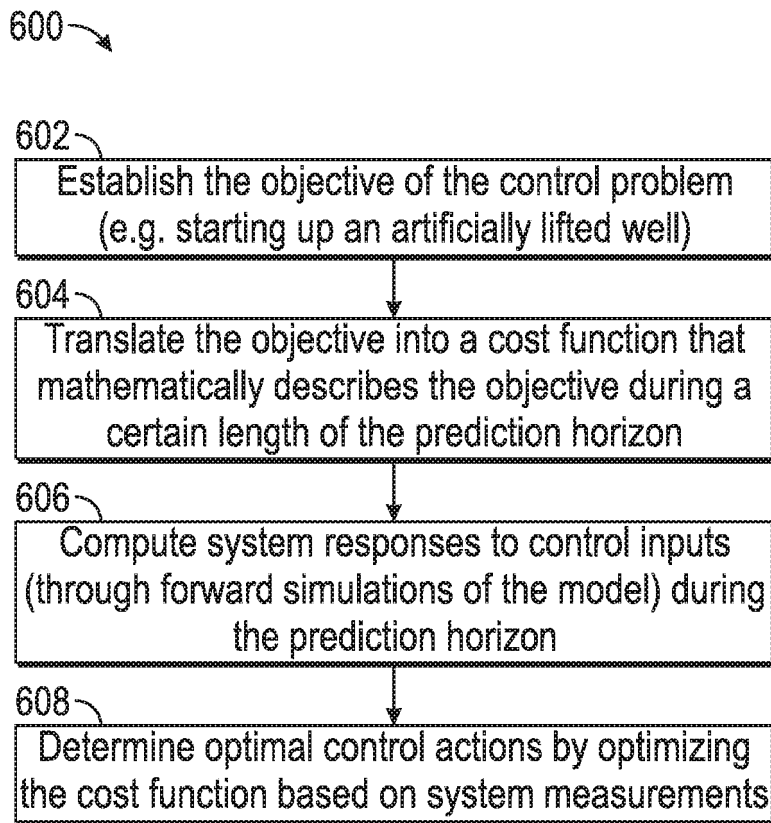 600
602
Establish the objective of the control problem
(e.g. starting up an artificially lifted well)
604
Translate the objective into a cost function that
mathematically describes the objective during a
certain length of the prediction horizon
606
Compute system responses to control inputs
(through forward simulations of the model) during
the prediction horizon
608
Determine optimal control actions by optimizing
the cost function based on system measurements